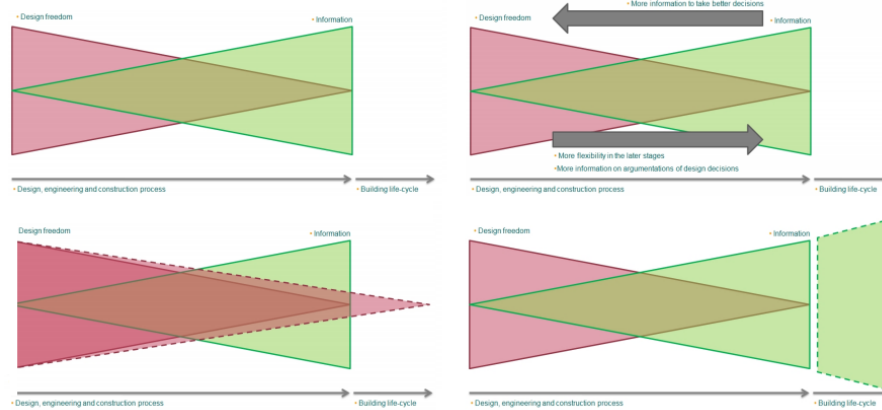 • Design freedom
• Information
• Design, engineering and construction process
• Building life-cycle
• More information to take better decisions
• Design freedom
• Information
• More flexibility in the later stages
•More information on argumentations of design decisions
• Design, engineering and construction process
• Building life-cycle
Design freedom
• Information
• Design, engineering and construction process
• Building life-cycle
• Design freedom
• Information
• Design, engineering and construction process
• Building life-cycle